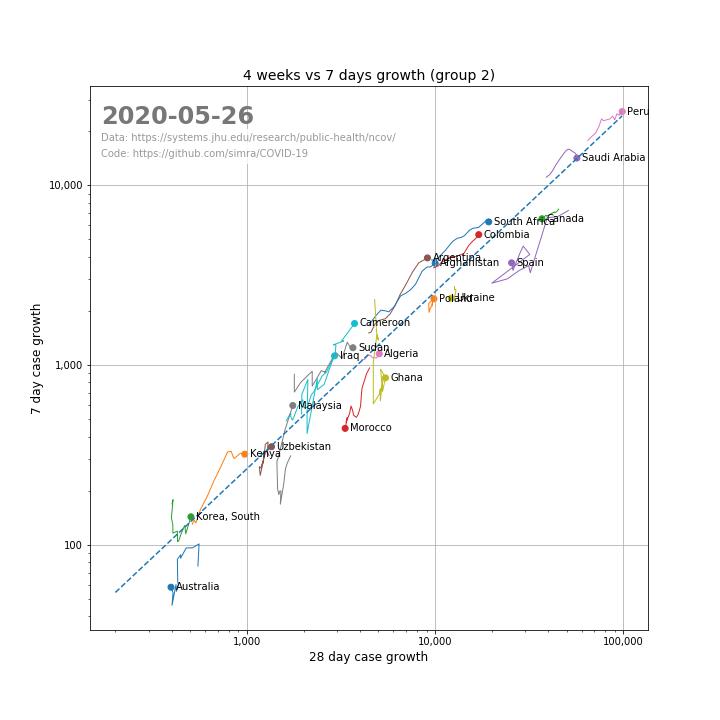 4 weeks vs 7 days growth (group 2)
2020-05-26
Data: https://systems.jhu.edu/research/public-health/ncov/
Code: https://github.com/simra/COVID-19
Peru
Saudi Arabia
10,000
South Africa
Canada
Colombia
Argentina
Afghanistan
Spain
Poland
Ukraine
Cameroon
Sudan
Iraq
Algeria
1,000
Ghana
Malaysia
Morocco
Uzbekistan
Kenya
Korea, South
100
Australia
7 day case growth
1,000
10,000
100,000
28 day case growth